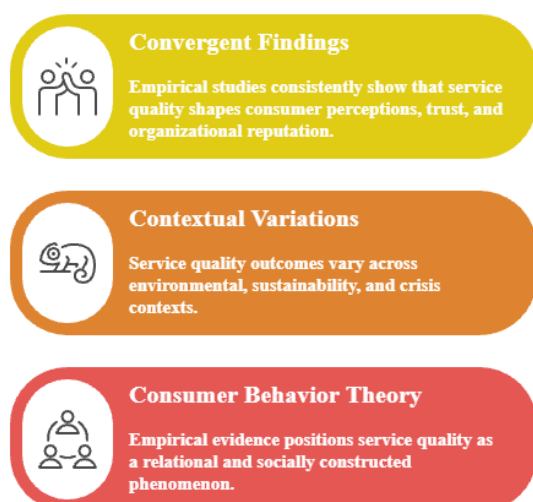 Convergent Findings
Empirical studies consistently show that service
quality shapes consumer perceptions, trust, and
organizational reputation.
Contextual Variations
Service quality outcomes vary across
environmental, sustainability, and crisis
contexts.
Consumer Behavior Theory
Empirical evidence positions service quality as
a relational and socially constructed
phenomenon.